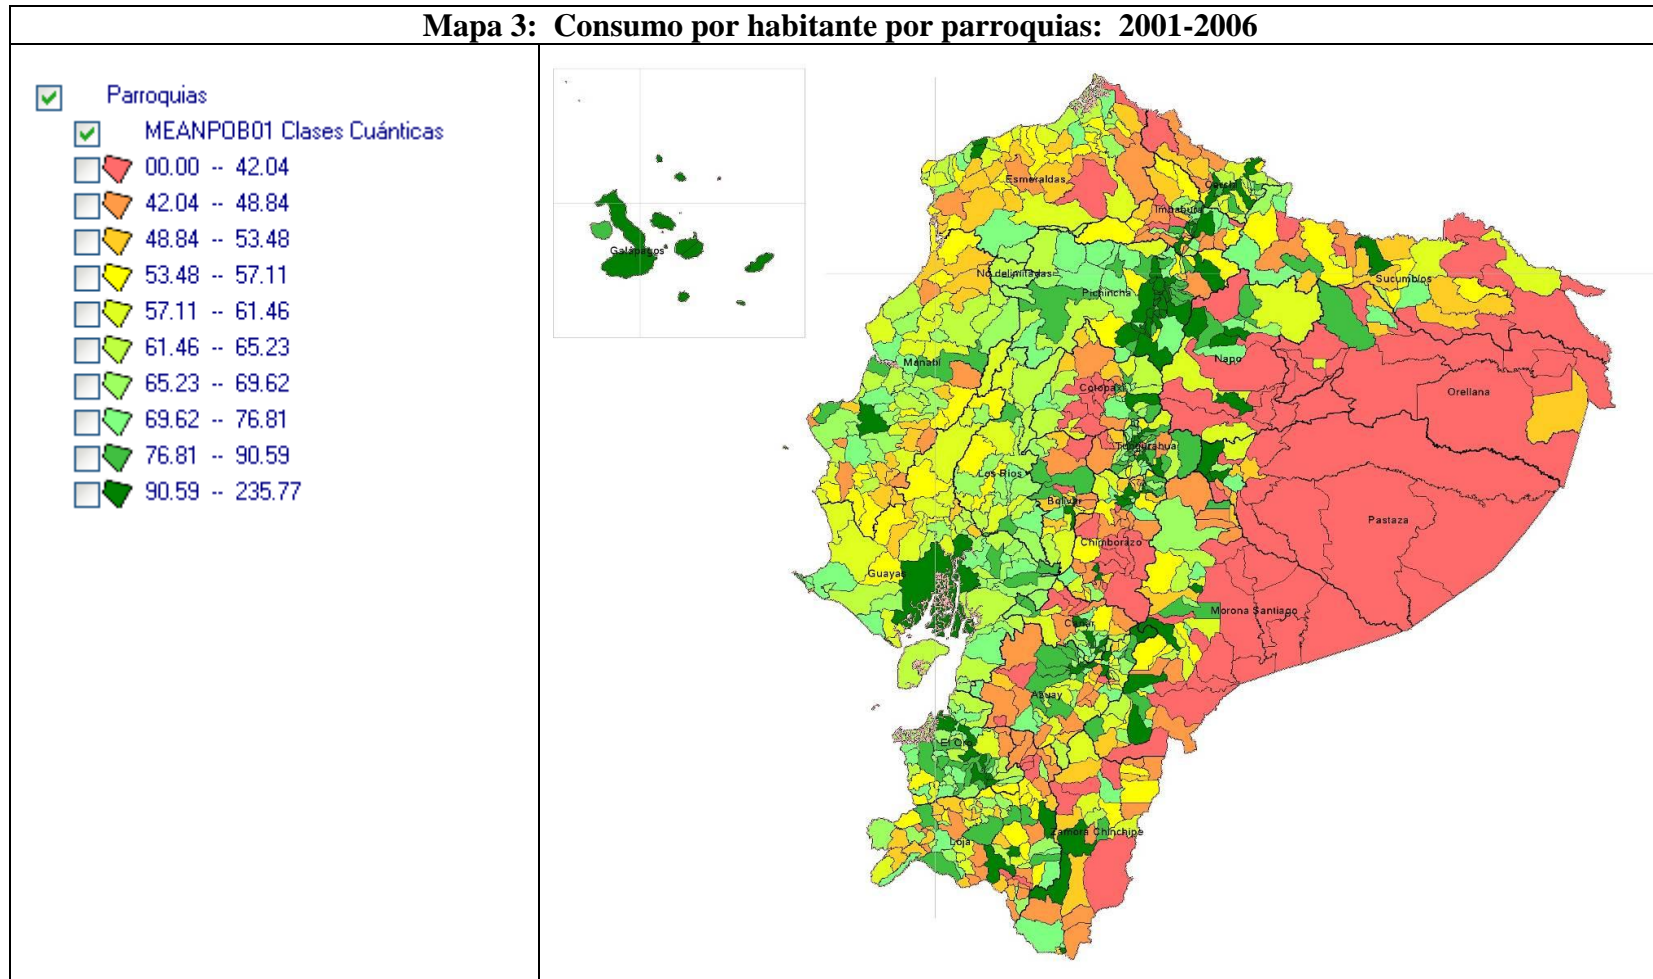 Mapa 3: Consumo por habitante por parroquias: 2001-2006
Parroquias
MEANPOB01 Clases Cuánticas
00.00 -- 42.04
42.04 -- 48.84
48.84 -- 53.48
53.48 -- 57.11
57.11 -- 61.46
61.46 -- 65.23
65.23 -- 69.62
69.62 -- 76.81
76.81 -- 90.59
90.59 -- 235.77
Galápagos
Esmeraldas
Carchi
Imbabura
No delimitadas
Pichincha
Sucumbíos
Manabí
Napo
Cotopaxi
Orellana
Tungurahua
Los Ríos
Bolívar
Pastaza
Chimborazo
Guayas
Morona Santiago
Cañar
Azuay
El Oro
Zamora Chinchipe
Loja